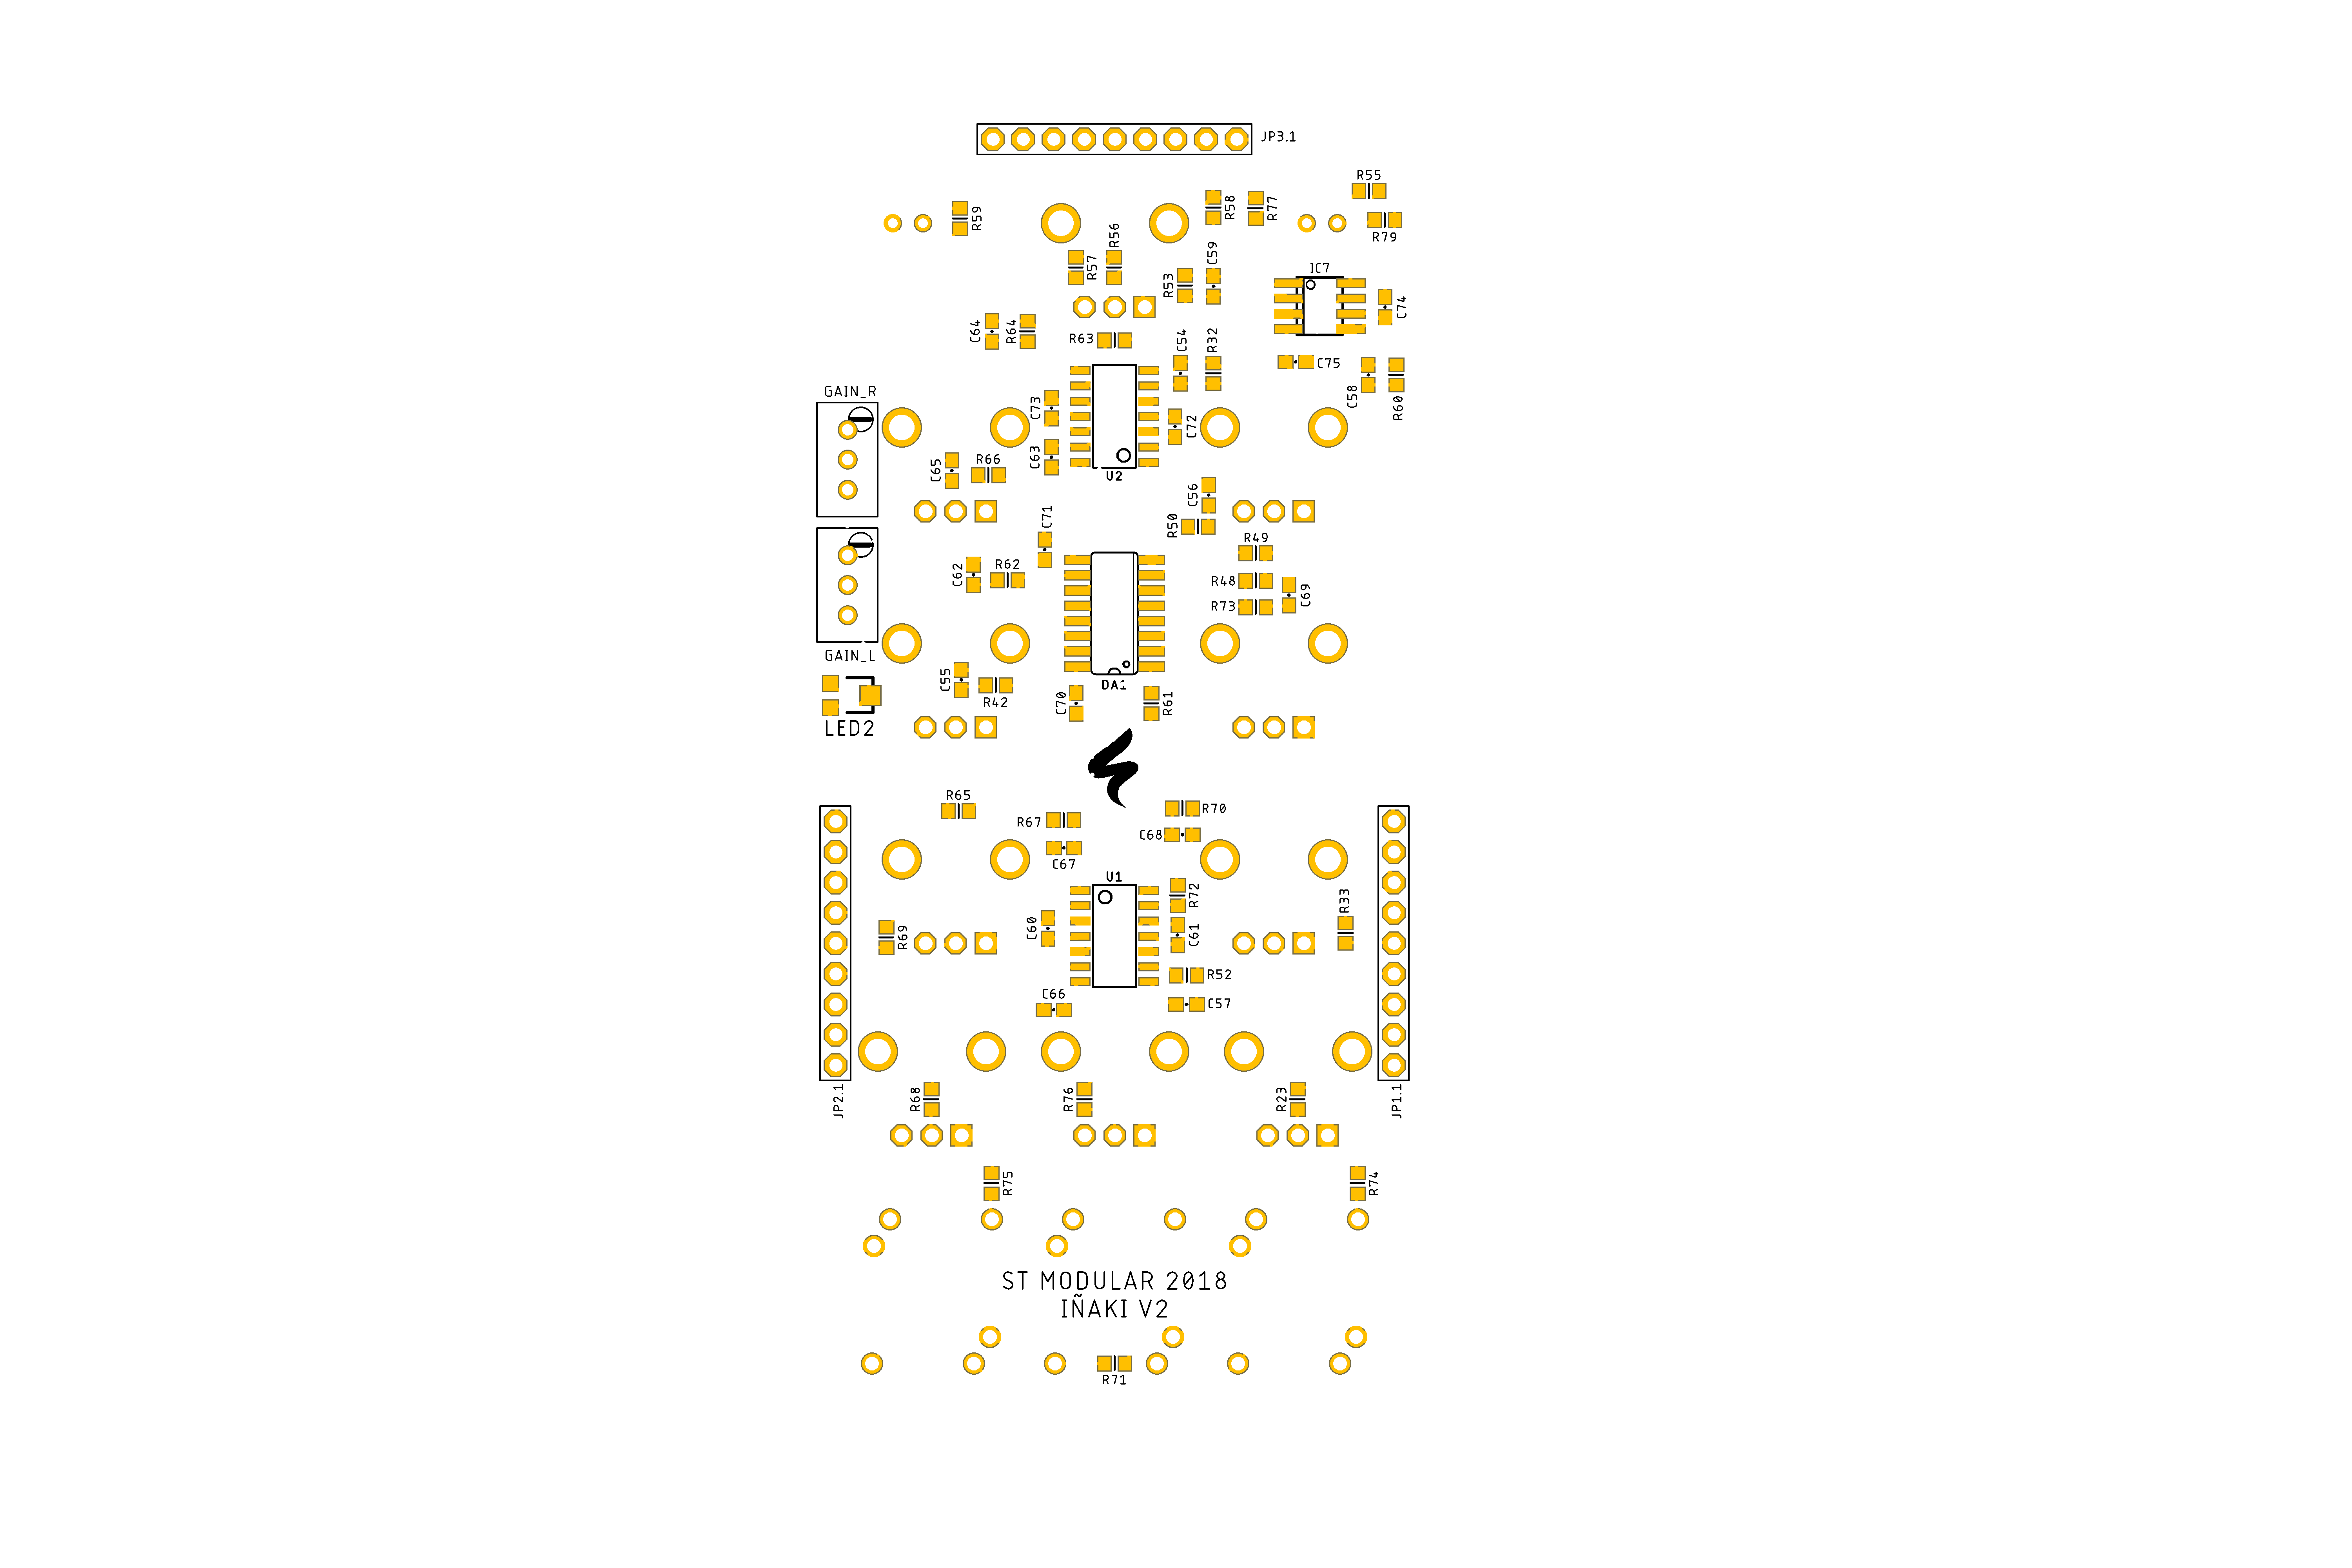 JP3.1
R55
R59
R58
R77
R79
R56
R57
C59
R53
IC7
C74
C64
R64
R63
C54
R32
C75
C58
R60
GAIN_R
C73
C72
C65
R66
C63
U2
C56
R50
C71
R49
C62
R62
R48
C69
R73
GAIN_L
C55
R42
DA1
C70
R61
LED2
R65
R67
R70
C68
C67
U1
R72
R33
R69
C60
C61
R52
C66
C57
JP2.1
R68
R76
R23
JP1.1
R75
R74
ST MODULAR 2018
IÑAKI V2
R71